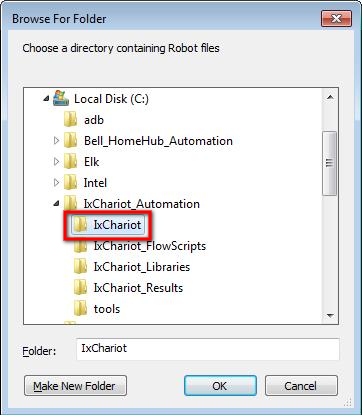 Browse For Folder
Choose a directory containing Robot files
Local Disk (C:)
adb
Bell_HomeHub_Automation
Elk
Intel
IxChariot_Automation
IxChariot
IxChariot_FlowScripts
IxChariot_Libraries
IxChariot_Results
tools
Folder: IxChariot
Make New Folder OK Cancel